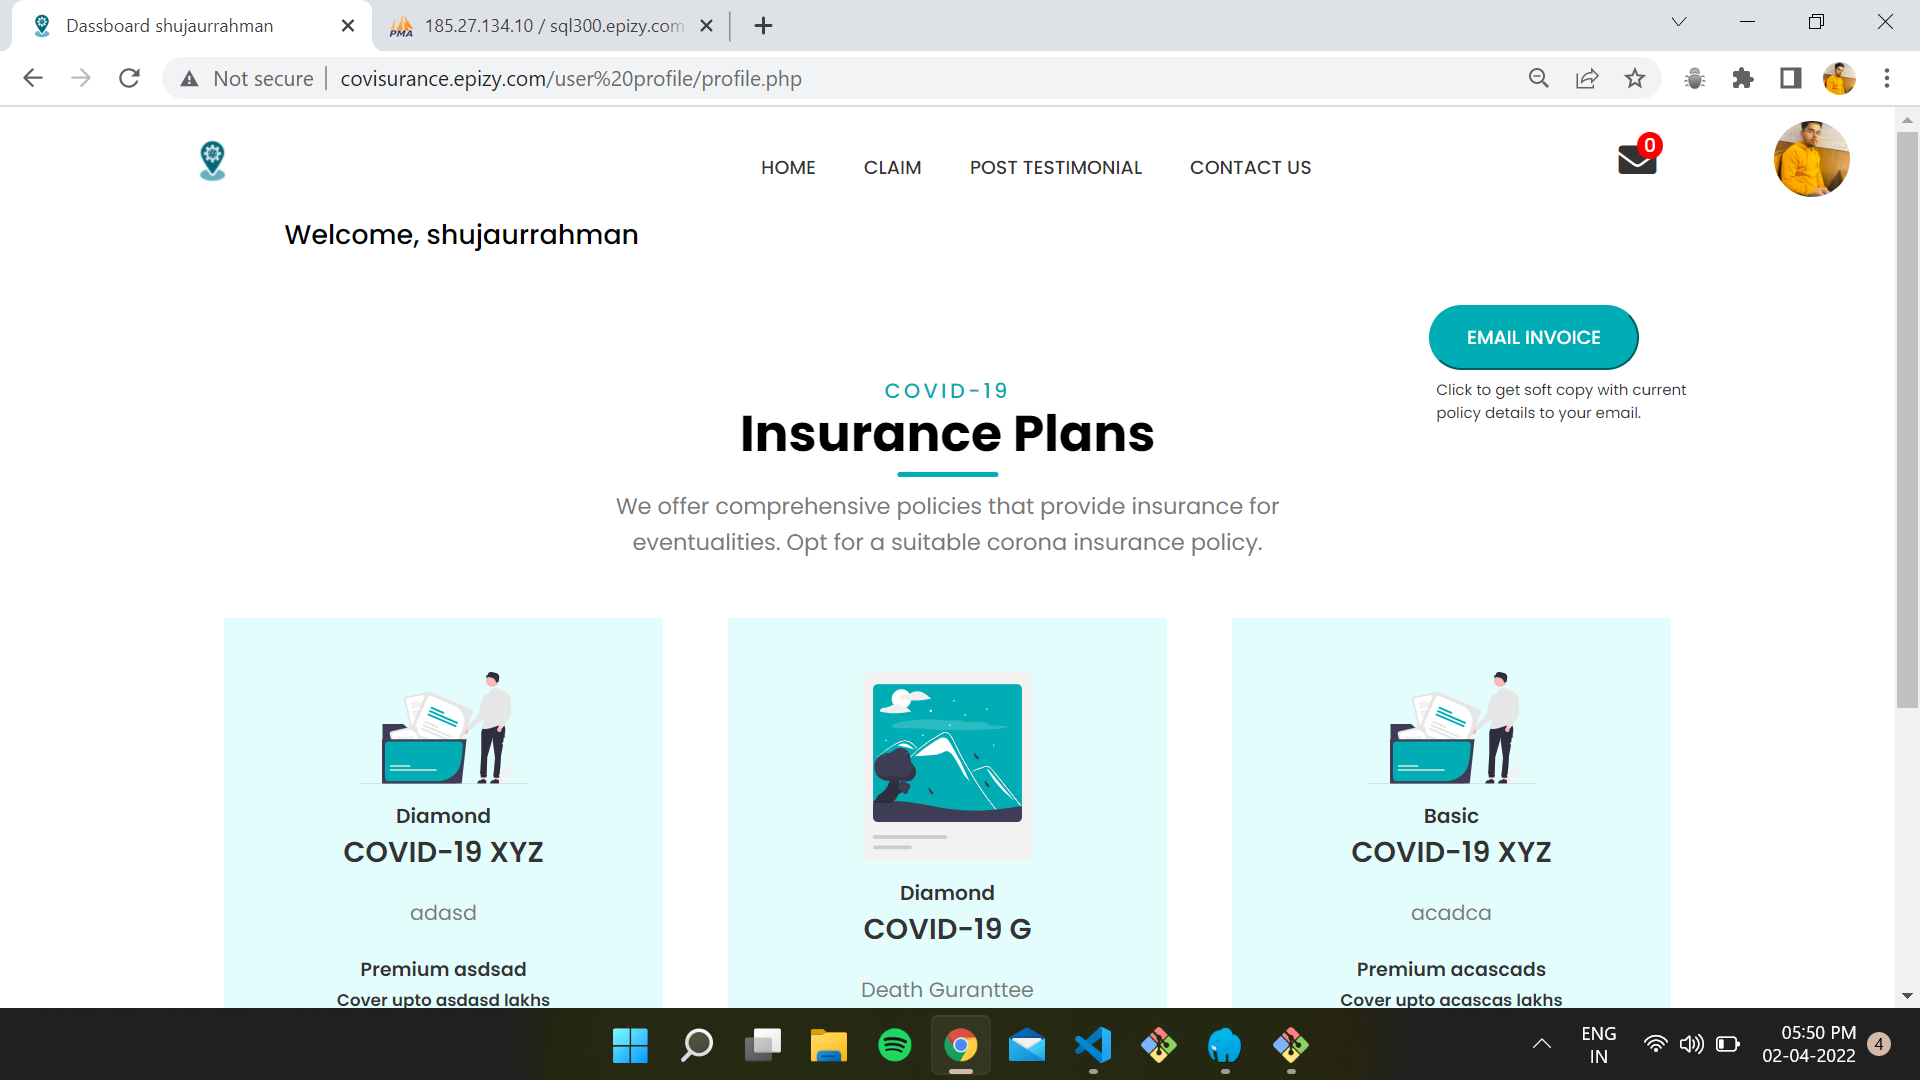 Dassboard shujaurrahman
PMA
185.27.134.10 / sql300.epizy.com
Not secure
covisurance.epizy.com/user%20profile/profile.php
HOME CLAIM POST TESTIMONIAL CONTACT US
0
Welcome, shujaurrahman
EMAIL INVOICE
Click to get soft copy with current
policy details to your email.
COVID-19
Insurance Plans
We offer comprehensive policies that provide insurance for
eventualities. Opt for a suitable corona insurance policy.
Diamond
COVID-19 XYZ
adasd
Premium asdsad
Cover upto asdasd lakhs
Diamond
COVID-19 G
Death Guranttee
Basic
COVID-19 XYZ
acadca
Premium acascads
Cover upto acascas lakhs
ENG
IN
05:50 PM
02-04-2022
4